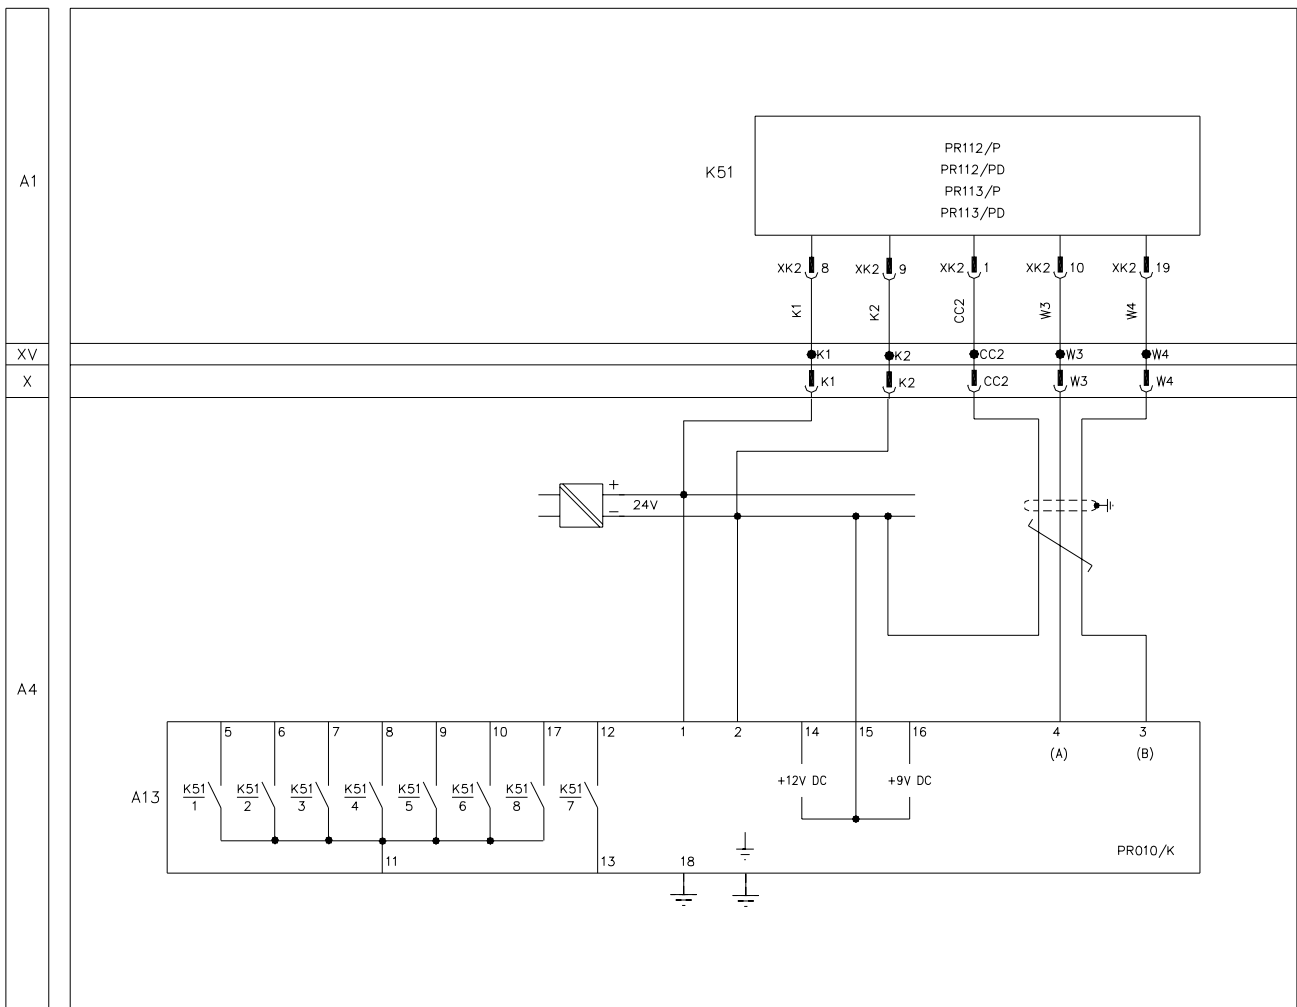 A1
K51
PR112/P
PR112/PD
PR113/P
PR113/PD
XK2 8 XK2 9 XK2 1 XK2 10 XK2 19
K1 K2 CC2 W3 W4
XV K1 K2 CC2 W3 W4
X K1 K2 CC2 W3 W4
+
24V
−
A4
5 6 7 8 9 10 17 12 1 2 14 15 16 4 3
(A) (B)
+12V DC +9V DC
A13
K51 K51 K51 K51 K51 K51 K51 K51
1 2 3 4 5 6 8 7
PR010/K
11 13 18